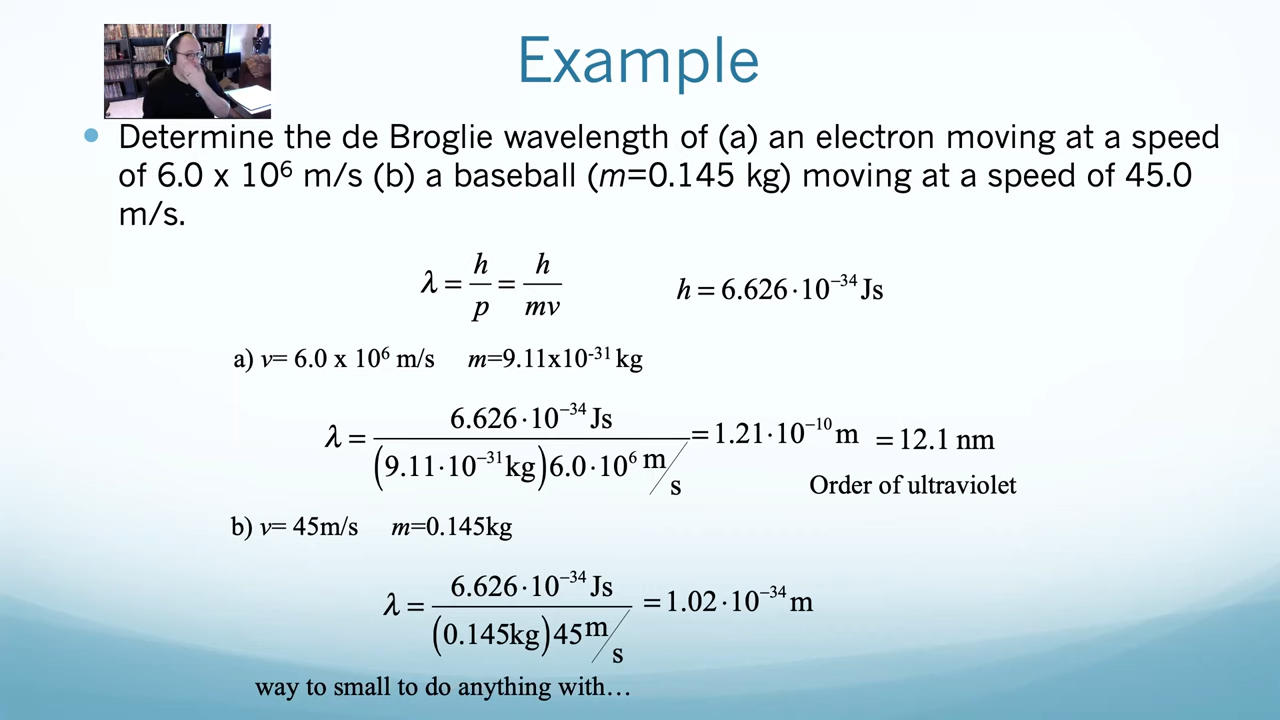 Example
• Determine the de Broglie wavelength of (a) an electron moving at a speed
of 6.0 x 10⁶ m/s (b) a baseball (m=0.145 kg) moving at a speed of 45.0
m/s.
λ = h/p = h/mv    h = 6.626·10⁻³⁴ Js
a) v= 6.0 x 10⁶ m/s    m=9.11x10⁻³¹ kg
λ = 6.626·10⁻³⁴ Js / (9.11·10⁻³¹ kg)6.0·10⁶ m/s = 1.21·10⁻¹⁰ m = 12.1 nm
Order of ultraviolet
b) v= 45m/s    m=0.145kg
λ = 6.626·10⁻³⁴ Js / (0.145kg)45 m/s = 1.02·10⁻³⁴ m
way to small to do anything with…